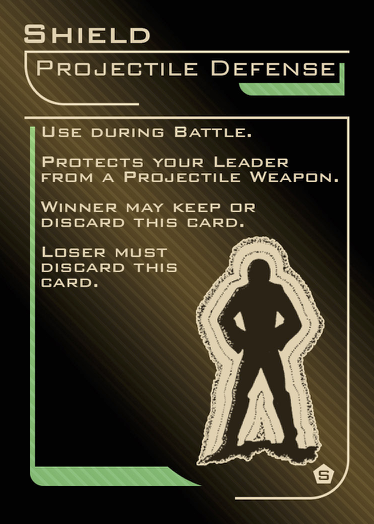 Shield
Projectile Defense
Use during Battle.
Protects your Leader
from a Projectile Weapon.
Winner may keep or
discard this card.
Loser must
discard this
card.
S